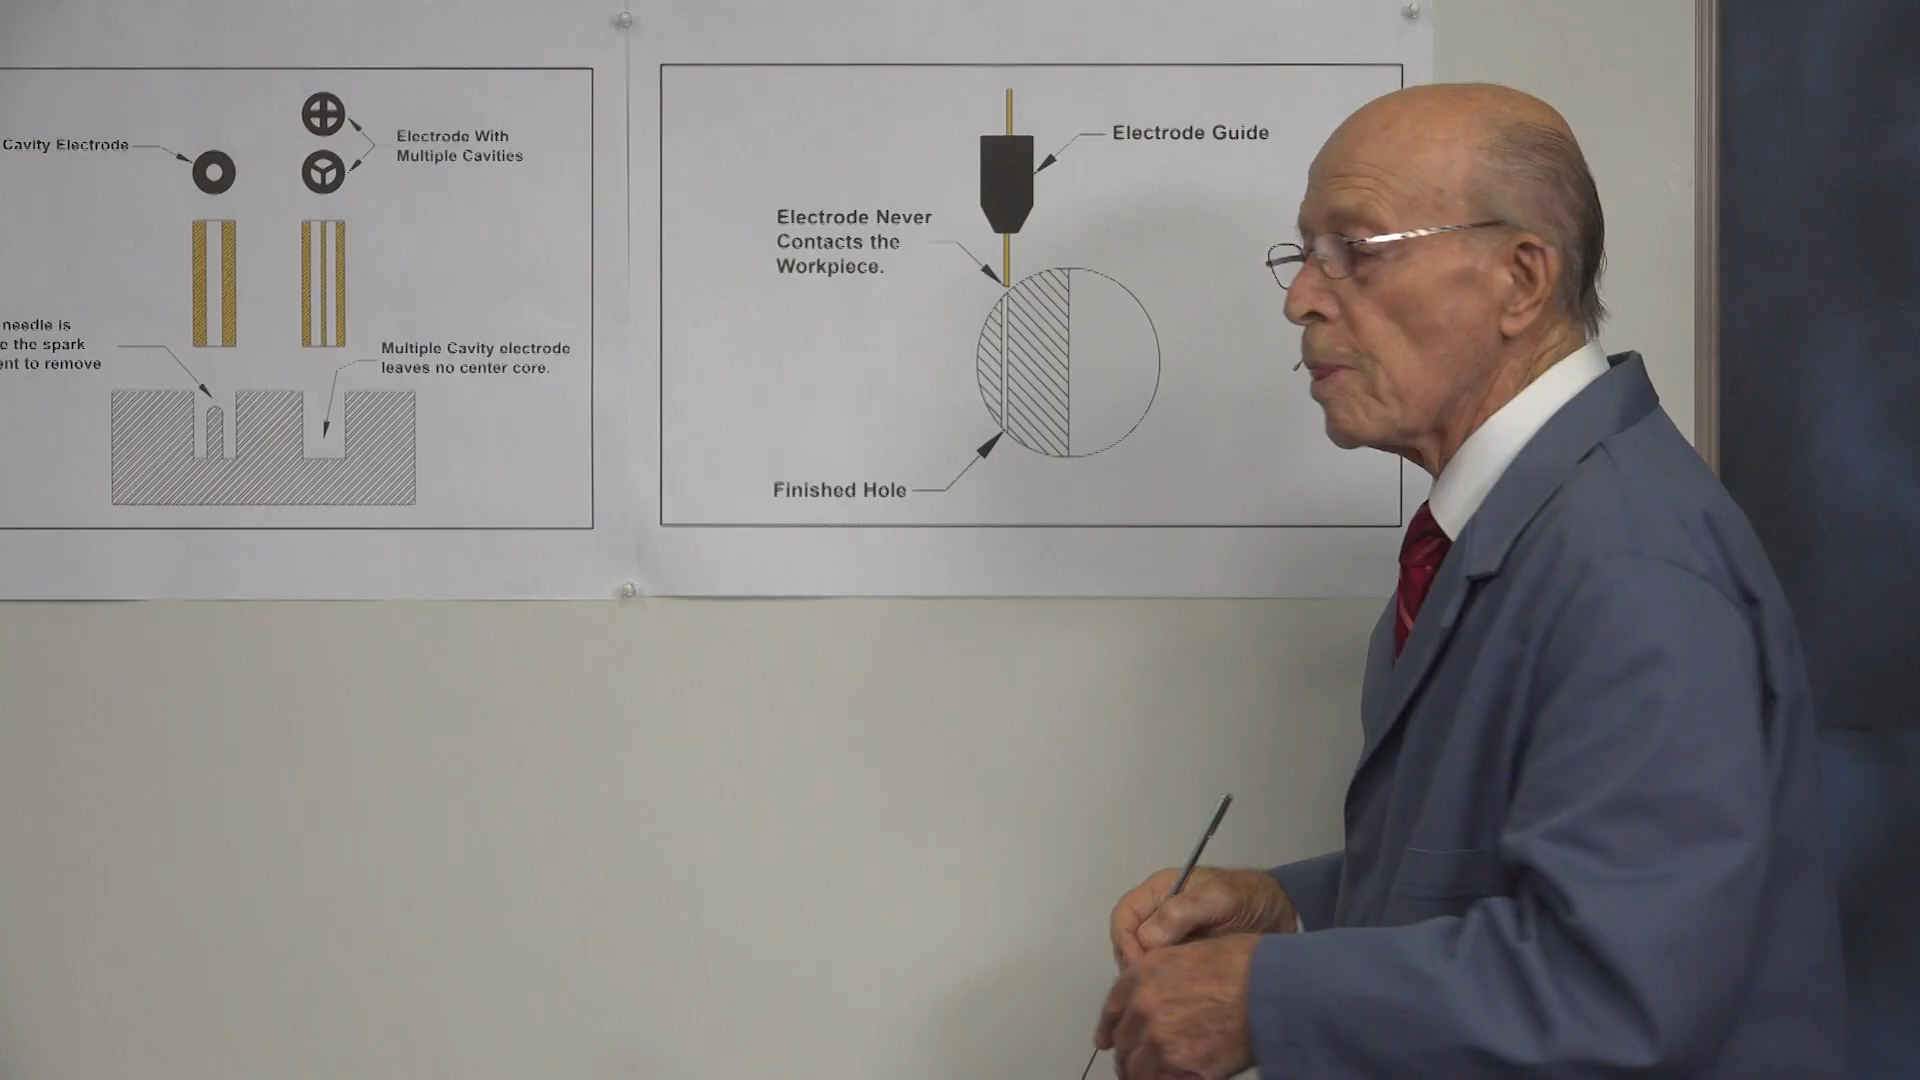 Cavity Electrode
Electrode With
Multiple Cavities
needle is
e the spark
ent to remove
Multiple Cavity electrode
leaves no center core.
Electrode Guide
Electrode Never
Contacts the
Workpiece.
Finished Hole